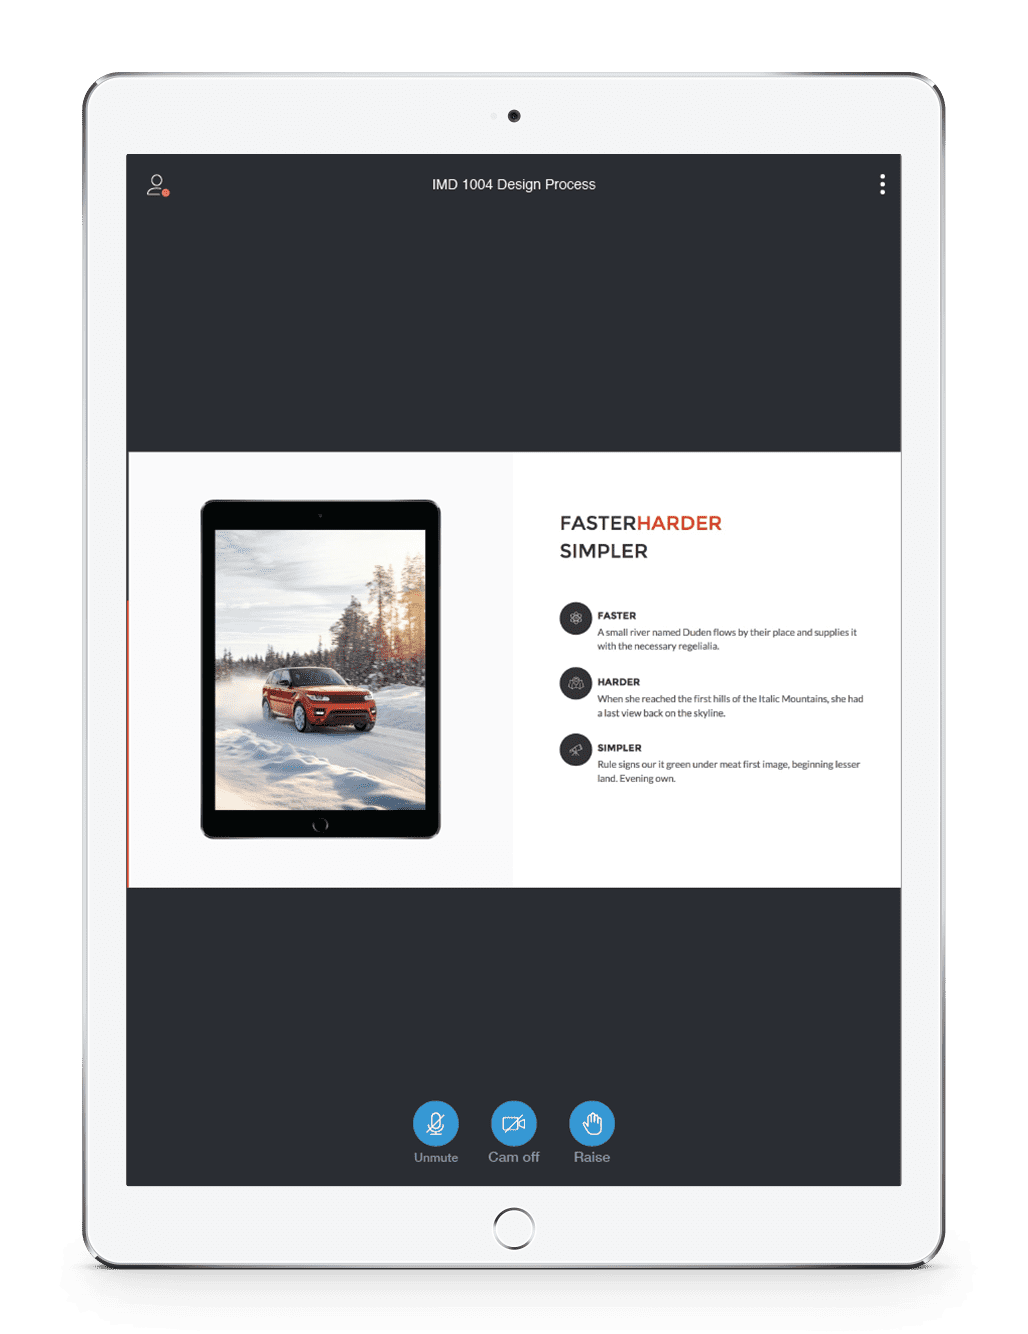 IMD 1004 Design Process
FASTERHARDER
SIMPLER
FASTER
A small river named Duden flows by their place and supplies it
with the necessary regelialia.
HARDER
When she reached the first hills of the Italic Mountains, she had
a last view back on the skyline.
SIMPLER
Rule signs our it green under meat first image, beginning lesser
land. Evening own.
Unmute
Cam off
Raise